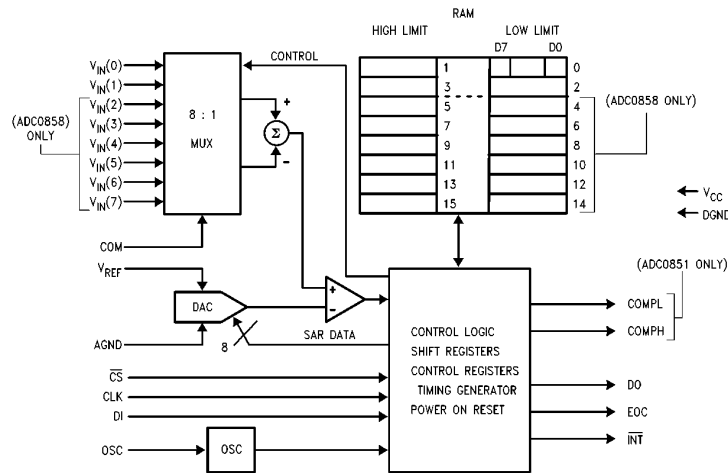 RAM
HIGH LIMIT
LOW LIMIT
D7
D0
CONTROL
V_IN(0)
V_IN(1)
V_IN(2)
V_IN(3)
V_IN(4)
V_IN(5)
V_IN(6)
V_IN(7)
(ADC0858)
ONLY
8 : 1
MUX
+
Σ
-
1
0
3
2
5
4
7
6
9
8
11
10
13
12
15
14
(ADC0858 ONLY)
V_CC
DGND
COM
V_REF
DAC
AGND
8
SAR DATA
+
-
CONTROL LOGIC
SHIFT REGISTERS
CONTROL REGISTERS
TIMING GENERATOR
POWER ON RESET
(ADC0851 ONLY)
COMPL
COMPH
DO
EOC
I̅N̅T̅
C̅S̅
CLK
DI
OSC
OSC